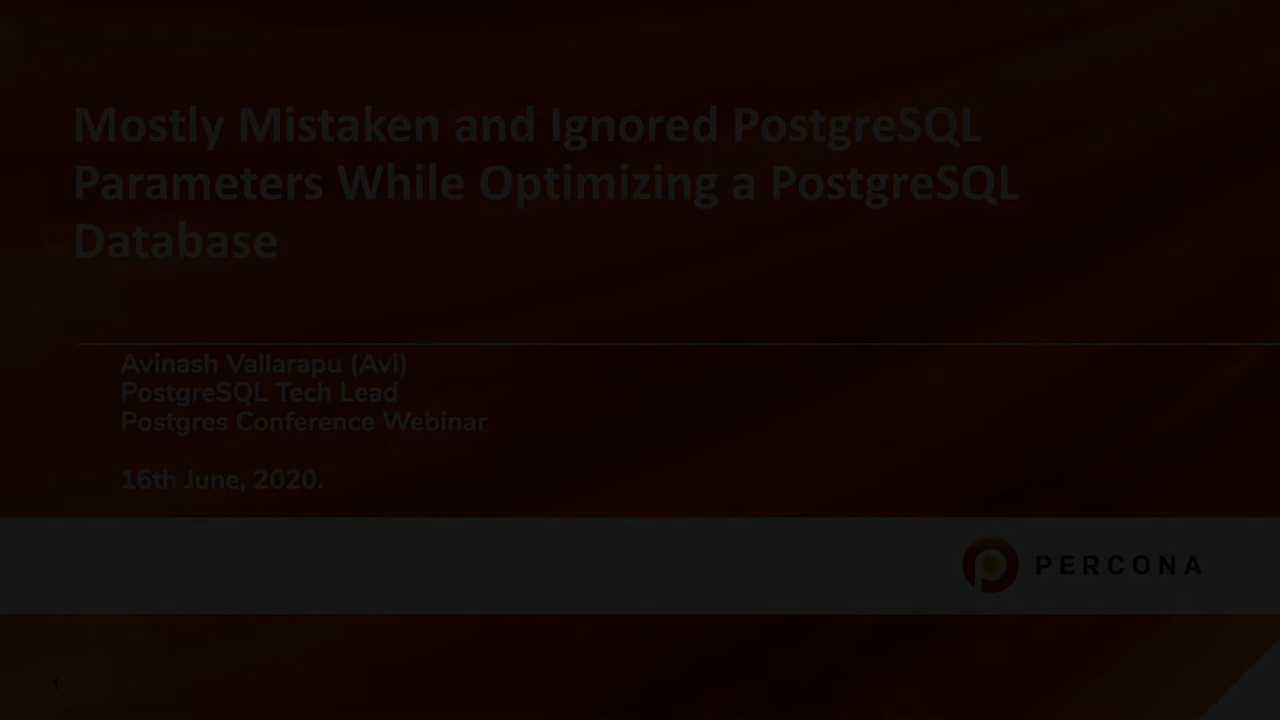 Mostly Mistaken and Ignored PostgreSQL
Parameters While Optimizing a PostgreSQL
Database
Avinash Vallarapu (Avi)
PostgreSQL Tech Lead
Postgres Conference Webinar
16th June, 2020.
PERCONA
1